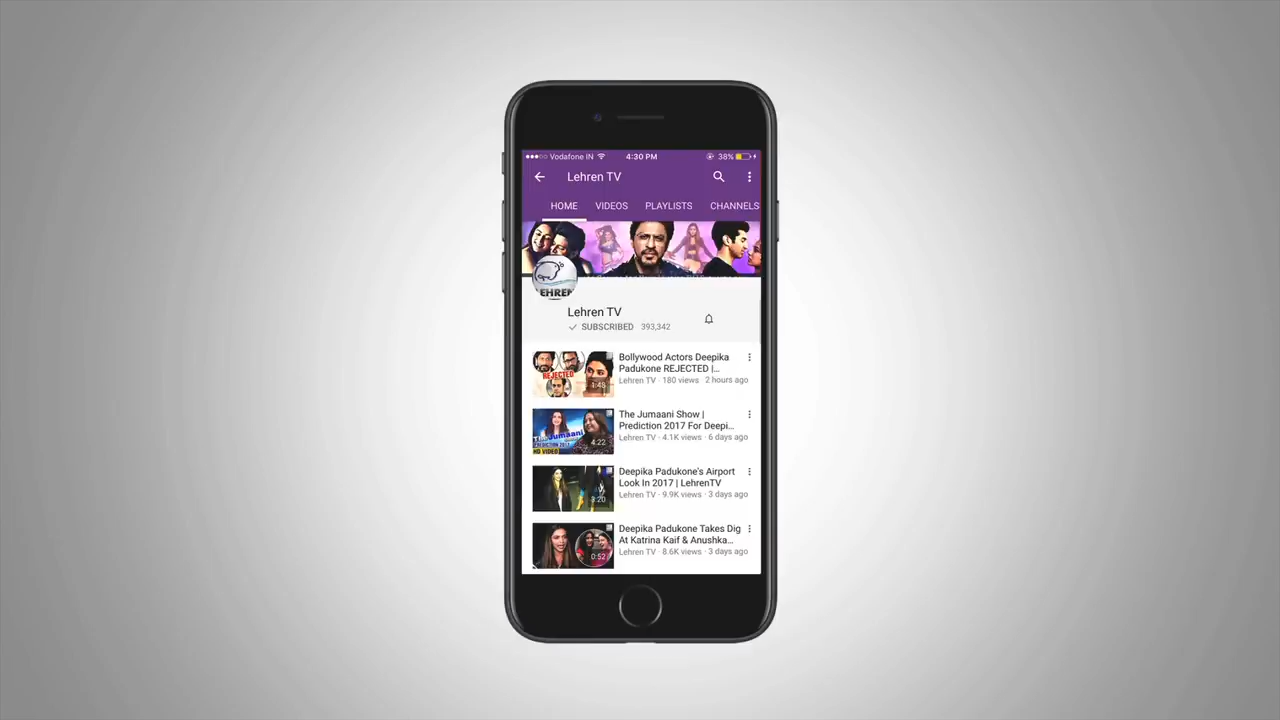 Vodafone IN 4:30 PM 38%
Lehren TV
HOME VIDEOS PLAYLISTS CHANNELS
LEHREN
Lehren TV
SUBSCRIBED 393,342
REJECTED
1:48
Bollywood Actors Deepika
Padukone REJECTED |...
Lehren TV · 180 views 2 hours ago
The Jumaani
PREDICTION 2017
HD VIDEO
4:22
The Jumaani Show |
Prediction 2017 For Deepi...
Lehren TV · 4.1K views · 6 days ago
3:20
Deepika Padukone's Airport
Look In 2017 | LehrenTV
Lehren TV · 9.9K views · 3 days ago
0:52
Deepika Padukone Takes Dig
At Katrina Kaif & Anushka...
Lehren TV · 8.6K views · 3 days ago